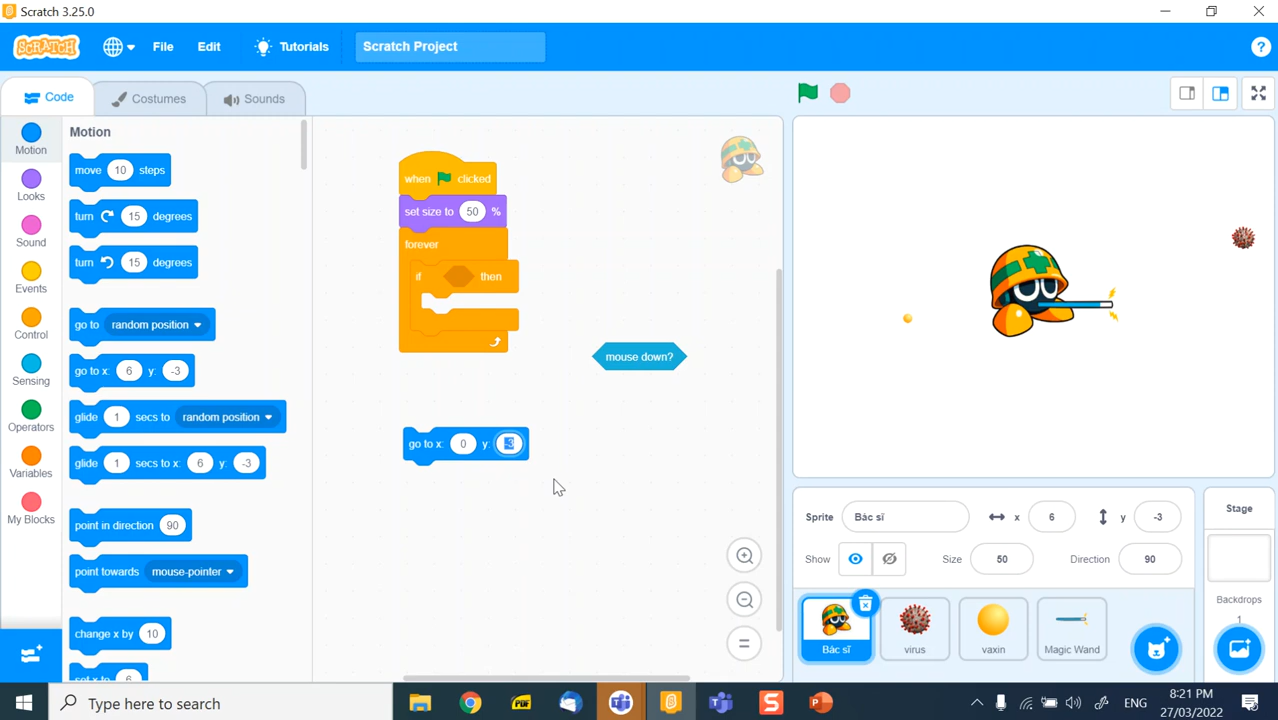 Scratch 3.25.0
SCRATCH
File
Edit
Tutorials
Scratch Project
Code
Costumes
Sounds
Motion
Looks
Sound
Events
Control
Sensing
Operators
Variables
My Blocks
Motion
move 10 steps
turn 15 degrees
turn 15 degrees
go to random position
go to x: 6 y: -3
glide 1 secs to random position
glide 1 secs to x: 6 y: -3
point in direction 90
point towards mouse-pointer
change x by 10
when clicked
set size to 50 %
forever
if then
mouse down?
go to x: 0 y: -3
Sprite Bác sĩ x 6 y -3
Show Size 50 Direction 90
Bác sĩ
virus
vaxin
Magic Wand
Stage
Backdrops
1
Type here to search
PDF
ENG
8:21 PM
27/03/2022